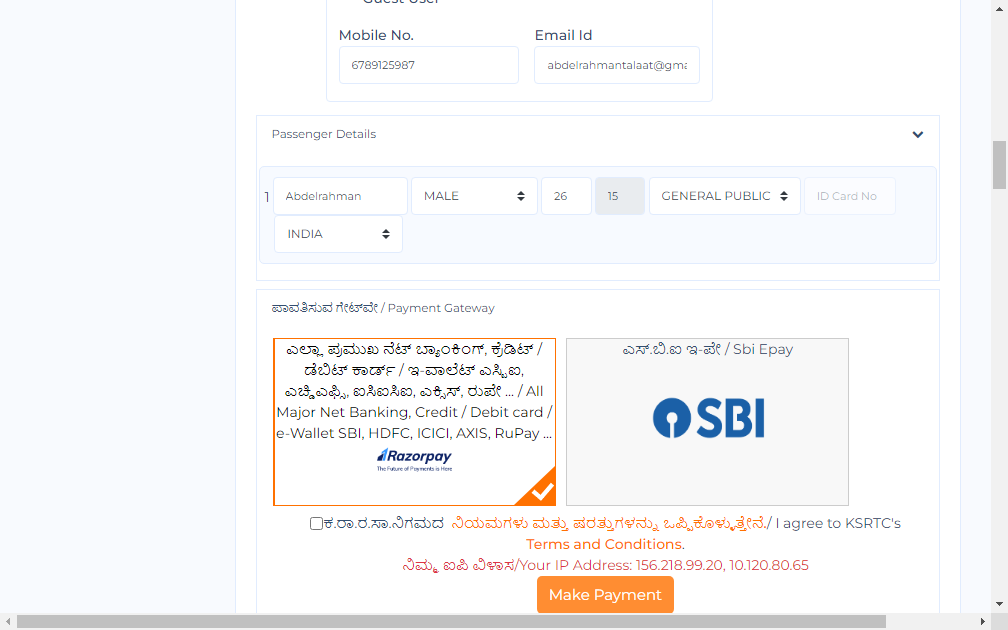 Guest User
Mobile No. Email Id
6789125987 abdelrahmantalaat@gma
Passenger Details
1 Abdelrahman MALE 26 15 GENERAL PUBLIC ID Card No
INDIA
ಪಾವತಿಸುವ ಗೇಟ್‌ವೇ / Payment Gateway
ಎಲ್ಲಾ ಪ್ರಮುಖ ನೆಟ್ ಬ್ಯಾಂಕಿಂಗ್, ಕ್ರೆಡಿಟ್ /
ಡೆಬಿಟ್ ಕಾರ್ಡ್ / ಇ-ವಾಲೆಟ್ ಎಸ್ಬಿಐ,
ಎಚ್ಡಿಎಫ್ಸಿ, ಐಸಿಐಸಿಐ, ಎಕ್ಸಿಸ್, ರುಪೇ ... / All
Major Net Banking, Credit / Debit card /
e-Wallet SBI, HDFC, ICICI, AXIS, RuPay ...
Razorpay
The Future of Payments is Here
ಎಸ್.ಬಿ.ಐ ಇ-ಪೇ / Sbi Epay
SBI
ಕ.ರಾ.ರ.ಸಾ.ನಿಗಮದ ನಿಯಮಗಳು ಮತ್ತು ಷರತ್ತುಗಳನ್ನು ಒಪ್ಪಿಕೊಳ್ಳುತ್ತೇನೆ./ I agree to KSRTC's
Terms and Conditions.
ನಿಮ್ಮ ಐಪಿ ವಿಳಾಸ/Your IP Address: 156.218.99.20, 10.120.80.65
Make Payment